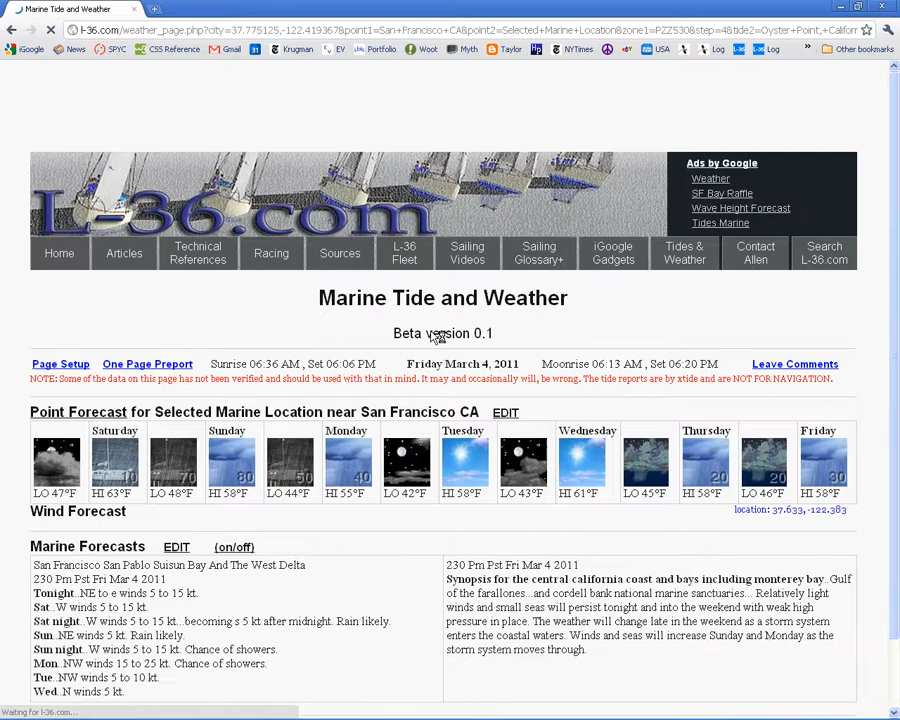 Marine Tide and Weather
l-36.com/weather_page.php?city=37.775125,-122.419367&point1=San+Francisco CA&point2=Selected+Marine+Location&zone1=PZZ530&step=4&tide2=Oyster+Point,+Califorr
iGoogle News SPYC CSS Reference Gmail Krugman EV Portfolio Woot Myth Taylor NYTimes @Y! USA Log Log » Other bookmarks
L-36.com
Ads by Google
Weather
SF Bay Raffle
Wave Height Forecast
Tides Marine
Home Articles Technical References Racing Sources L-36 Fleet Sailing Videos Sailing Glossary+ iGoogle Gadgets Tides & Weather Contact Allen Search L-36.com
Marine Tide and Weather
Beta version 0.1
Page Setup One Page Preport Sunrise 06:36 AM , Set 06:06 PM Friday March 4, 2011 Moonrise 06:13 AM , Set 06:20 PM Leave Comments
NOTE: Some of the data on this page has not been verified and should be used with that in mind. It may and occasionally will, be wrong. The tide reports are by xtide and are NOT FOR NAVIGATION.
Point Forecast for Selected Marine Location near San Francisco CA EDIT
Saturday Sunday Monday Tuesday Wednesday Thursday Friday
10 70 80 50 40 20 20 30
LO 47°F HI 63°F LO 48°F HI 58°F LO 44°F HI 55°F LO 42°F HI 58°F LO 43°F HI 61°F LO 45°F HI 58°F LO 46°F HI 58°F
Wind Forecast location: 37.633, -122.383
Marine Forecasts EDIT (on/off)
San Francisco San Pablo Suisun Bay And The West Delta
230 Pm Pst Fri Mar 4 2011
Tonight..NE to e winds 5 to 15 kt.
Sat..W winds 5 to 15 kt.
Sat night..W winds 5 to 15 kt...becoming s 5 kt after midnight. Rain likely.
Sun..NE winds 5 kt. Rain likely.
Sun night..W winds 5 to 15 kt. Chance of showers.
Mon..NW winds 15 to 25 kt. Chance of showers.
Tue..NW winds 5 to 10 kt.
Wed..N winds 5 kt.
230 Pm Pst Fri Mar 4 2011
Synopsis for the central california coast and bays including monterey bay..Gulf
of the farallones...and cordell bank national marine sanctuaries... Relatively light
winds and small seas will persist tonight and into the weekend with weak high
pressure in place. The weather will change late in the weekend as a storm system
enters the coastal waters. Winds and seas will increase Sunday and Monday as the
storm system moves through.
Waiting for l-36.com...